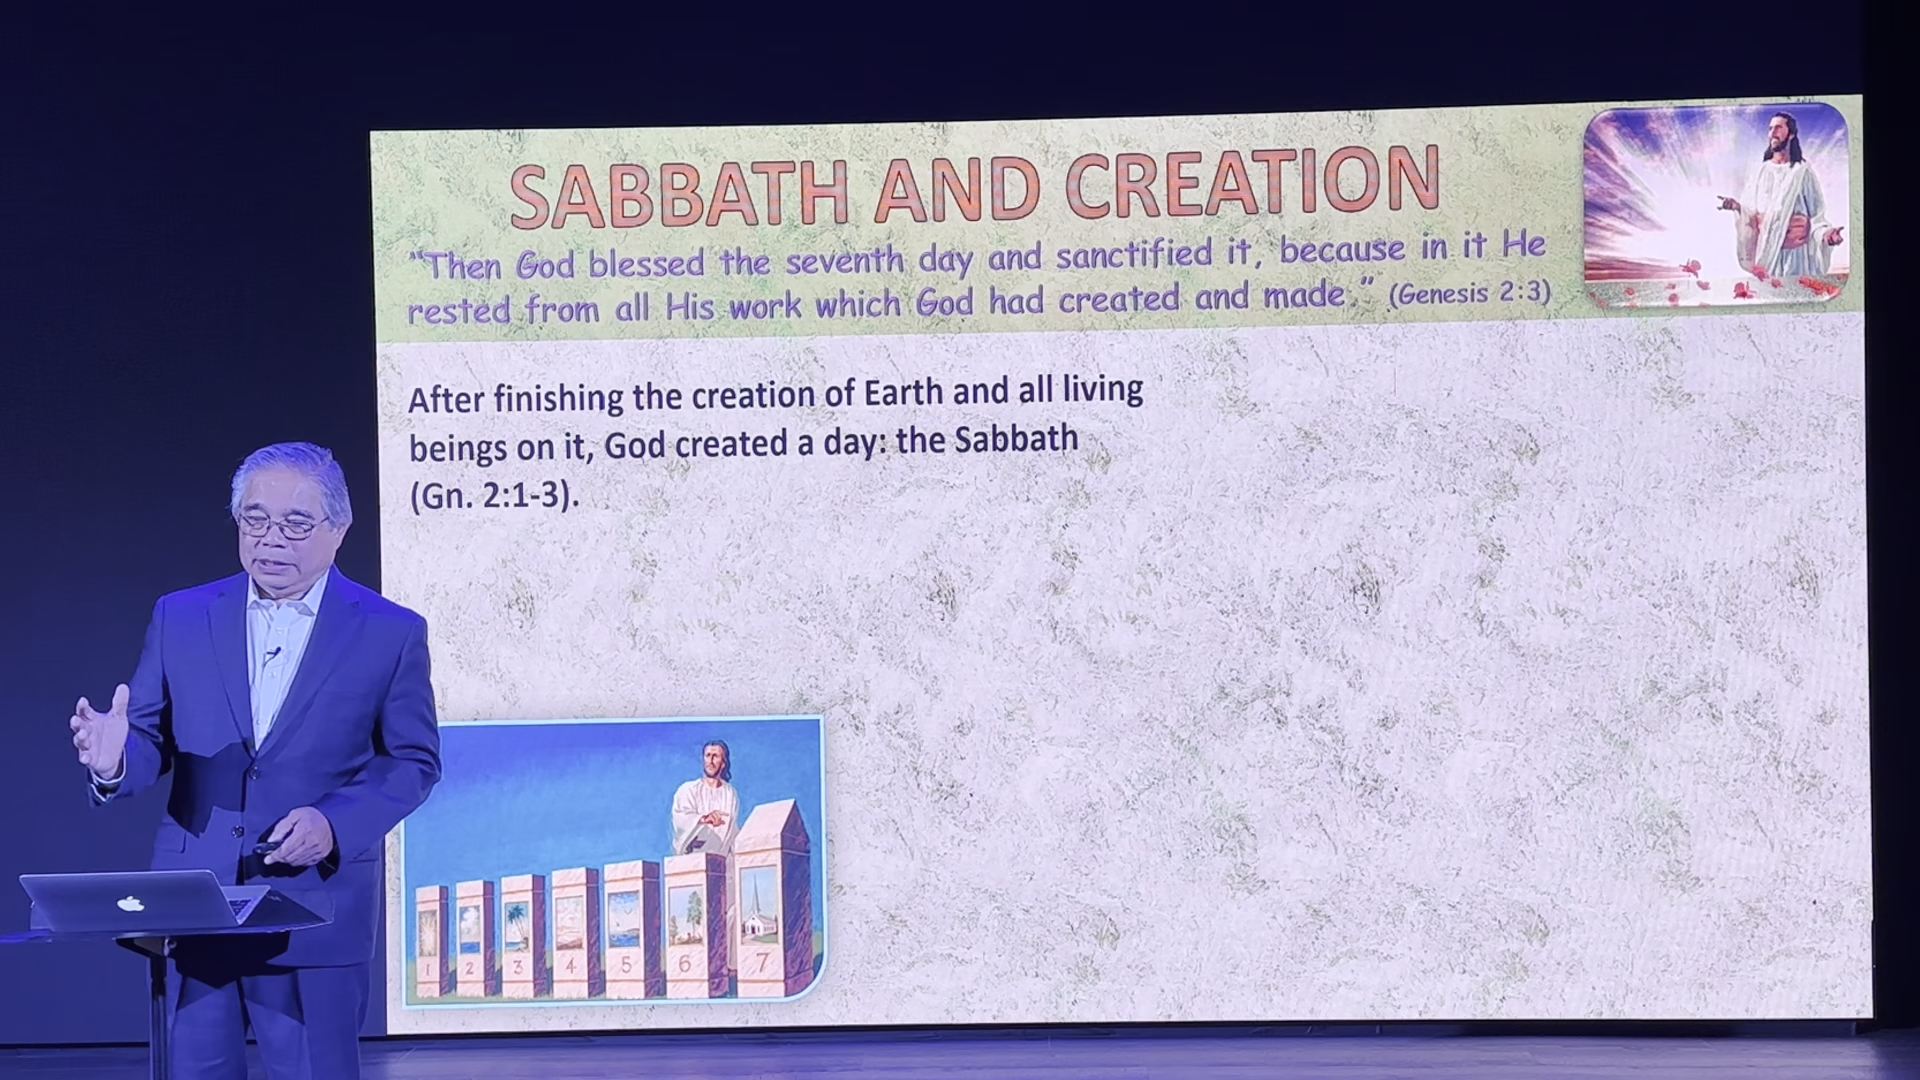 SABBATH AND CREATION
“Then God blessed the seventh day and sanctified it, because in it He
rested from all His work which God had created and made.” (Genesis 2:3)
After finishing the creation of Earth and all living
beings on it, God created a day: the Sabbath
(Gn. 2:1-3).
1 2 3 4 5 6 7